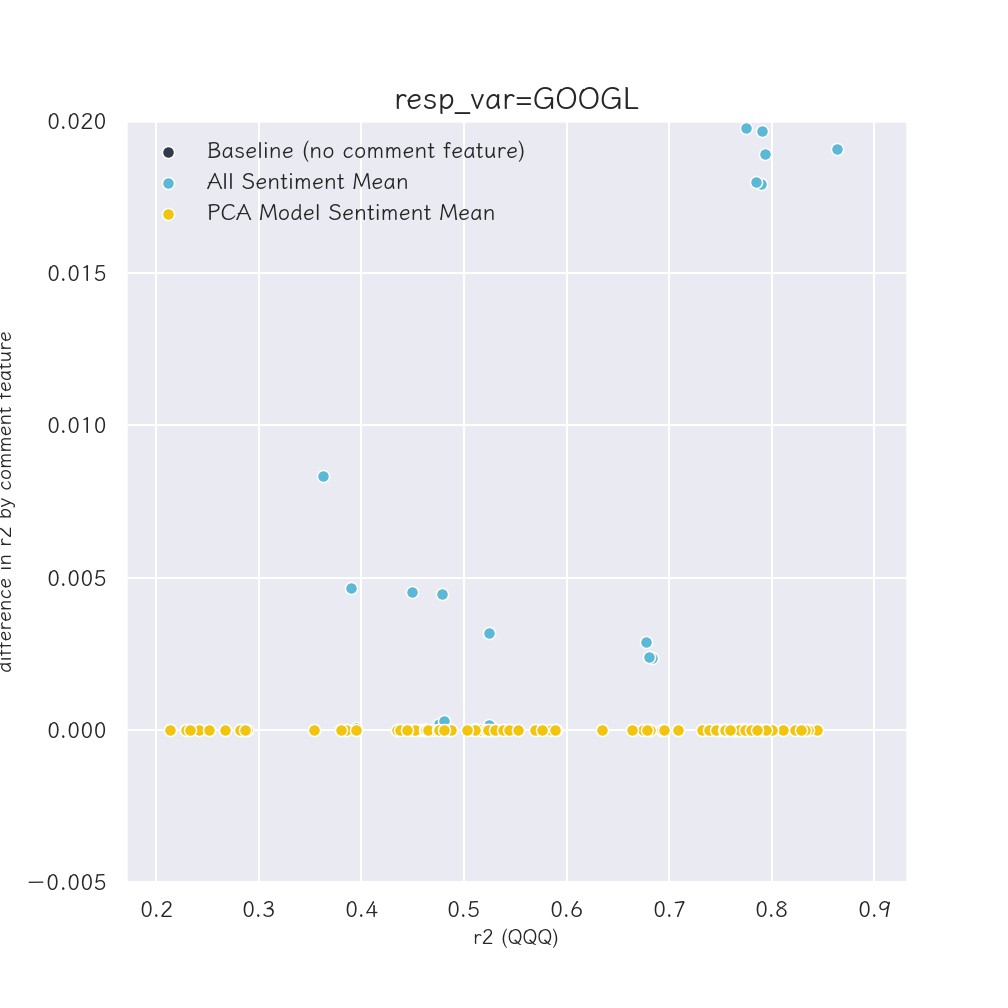 resp_var=GOOGL
0.020
0.015
0.010
0.005
0.000
−0.005
Baseline (no comment feature)
All Sentiment Mean
PCA Model Sentiment Mean
difference in r2 by comment feature
0.2 0.3 0.4 0.5 0.6 0.7 0.8 0.9
r2 (QQQ)